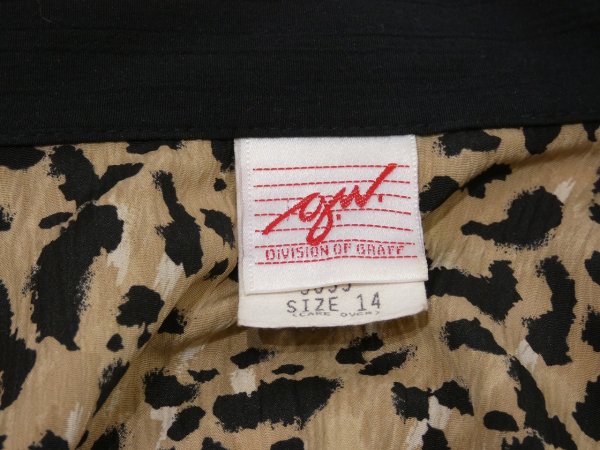 g.w.
DIVISION OF GRAFF
SIZE 14
(CARE OVER)